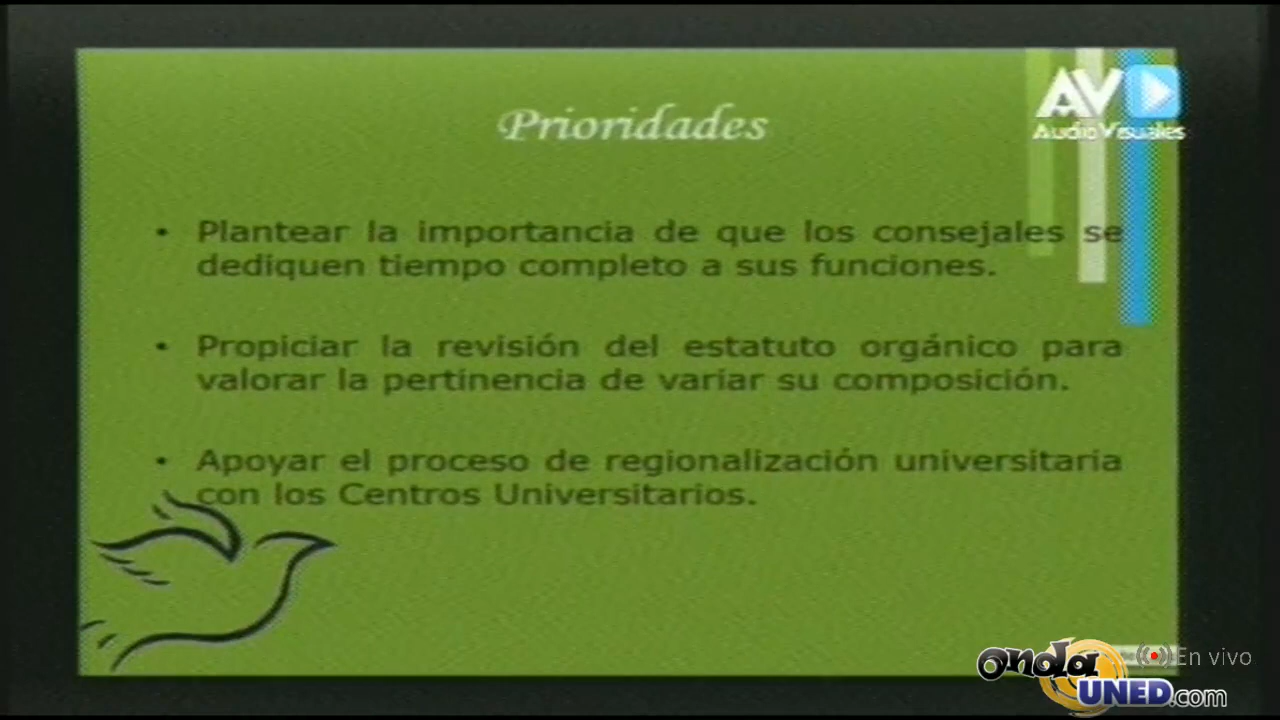 Prioridades
AV
AudioVisuales
• Plantear la importancia de que los consejales se
dediquen tiempo completo a sus funciones.
• Propiciar la revisión del estatuto orgánico para
valorar la pertinencia de variar su composición.
• Apoyar el proceso de regionalización universitaria
con los Centros Universitarios.
En vivo
onda
UNED.com